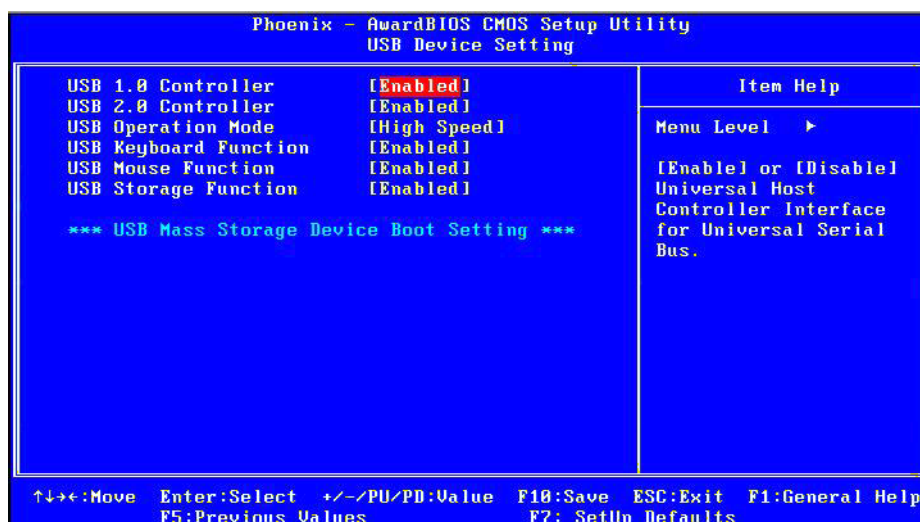 Phoenix - AwardBIOS CMOS Setup Utility
USB Device Setting
USB 1.0 Controller [Enabled]
USB 2.0 Controller [Enabled]
USB Operation Mode [High Speed]
USB Keyboard Function [Enabled]
USB Mouse Function [Enabled]
USB Storage Function [Enabled]
*** USB Mass Storage Device Boot Setting ***
Item Help
Menu Level ▶
[Enable] or [Disable]
Universal Host
Controller Interface
for Universal Serial
Bus.
↑↓→←:Move Enter:Select +/-/PU/PD:Value F10:Save ESC:Exit F1:General Help
F5:Previous Values F7: SetUp Defaults